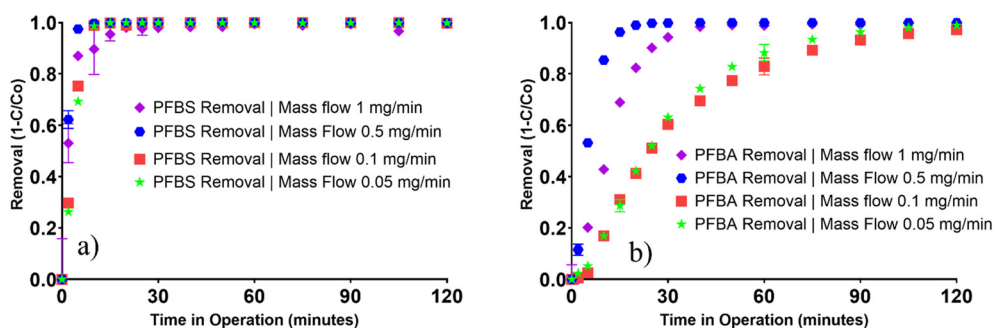 1.0
0.8
0.6
0.4
0.2
0.0
Removal (1-C/Co)
PFBS Removal | Mass flow 1 mg/min
PFBS Removal | Mass Flow 0.5 mg/min
PFBS Removal | Mass flow 0.1 mg/min
PFBS Removal | Mass Flow 0.05 mg/min
a)
0 30 60 90 120
Time in Operation (minutes)
1.0
0.8
0.6
0.4
0.2
0.0
Removal (1-C/Co)
PFBA Removal | Mass flow 1 mg/min
PFBA Removal | Mass Flow 0.5 mg/min
PFBA Removal | Mass flow 0.1 mg/min
PFBA Removal | Mass Flow 0.05 mg/min
b)
0 30 60 90 120
Time in Operation (minutes)